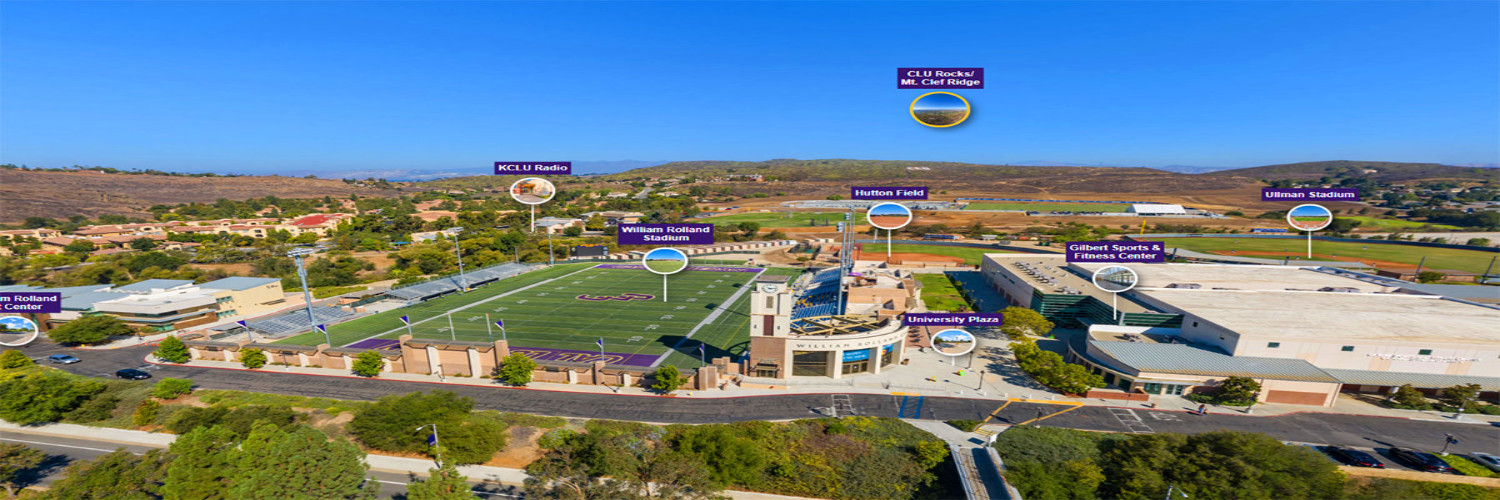 CLU Rocks/
Mt. Clef Ridge
KCLU Radio
Hutton Field
Ullman Stadium
William Rolland
Stadium
Gilbert Sports &
Fitness Center
m Rolland
t Center
University Plaza
WILLIAM ROLLAND